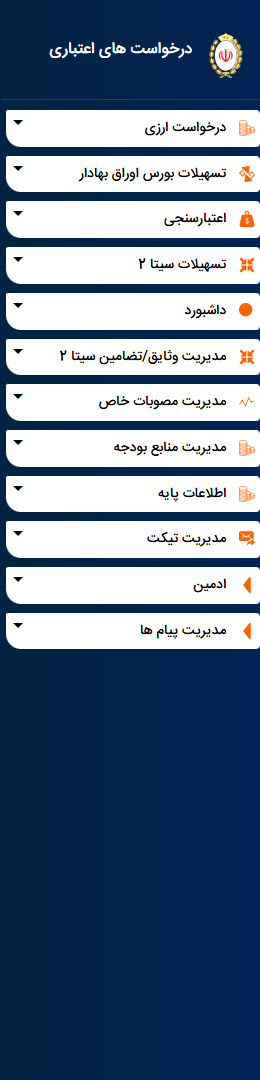 درخواست های اعتباری
درخواست ارزی
تسهیلات بورس اوراق بهادار
اعتبارسنجی
تسهیلات سیتا ۲
داشبورد
مدیریت وثایق/تضامین سیتا ۲
مدیریت مصوبات خاص
مدیریت منابع بودجه
اطلاعات پایه
مدیریت تیکت
ادمین
مدیریت پیام ها